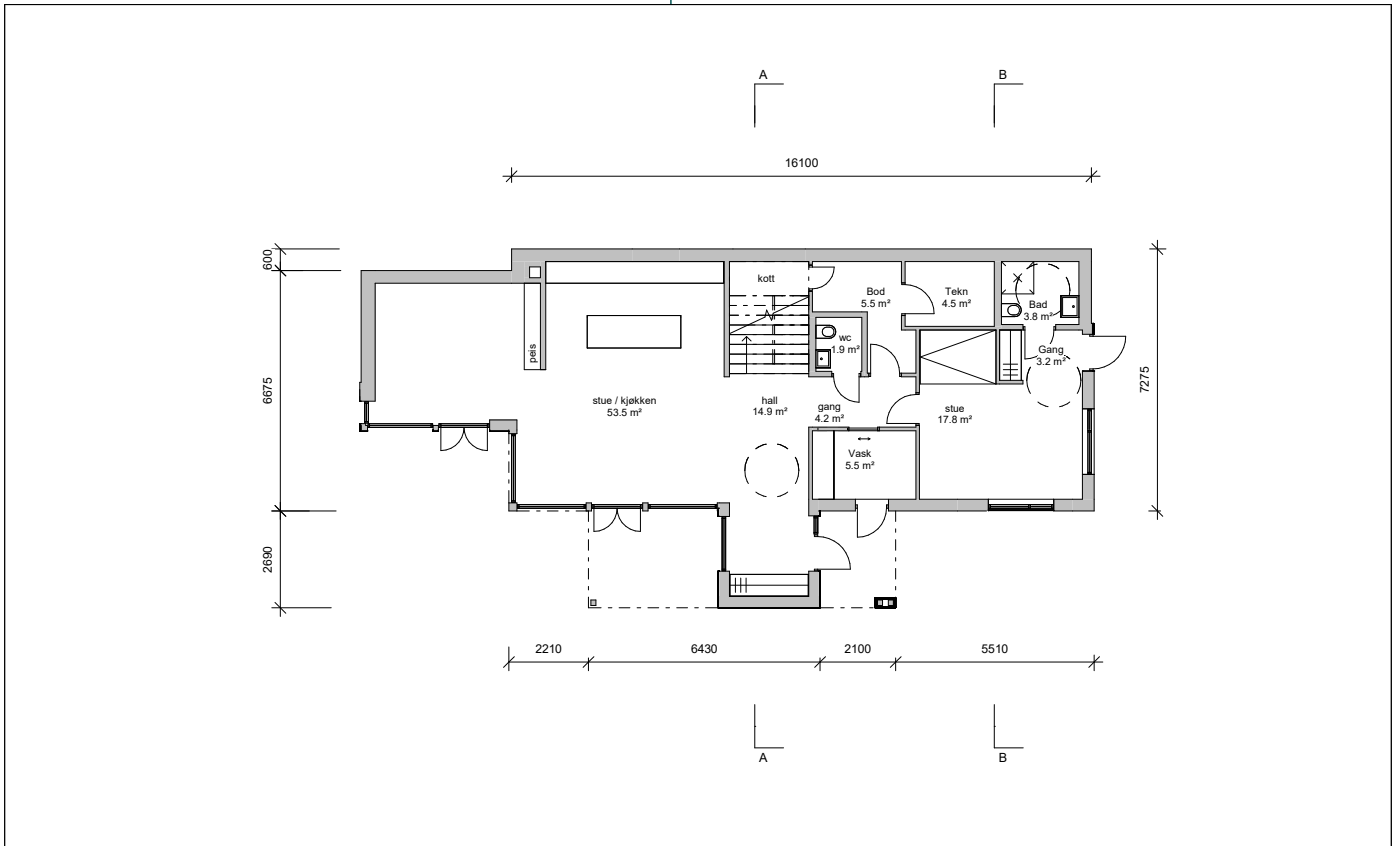 A
B
16100
600
6675
2690
7275
kott
Bod
5.5 m²
Tekn
4.5 m²
Bad
3.8 m²
wc
1.9 m²
Gang
3.2 m²
peis
stue / kjøkken
53.5 m²
hall
14.9 m²
gang
4.2 m²
stue
17.8 m²
Vask
5.5 m²
2210
6430
2100
5510
A
B